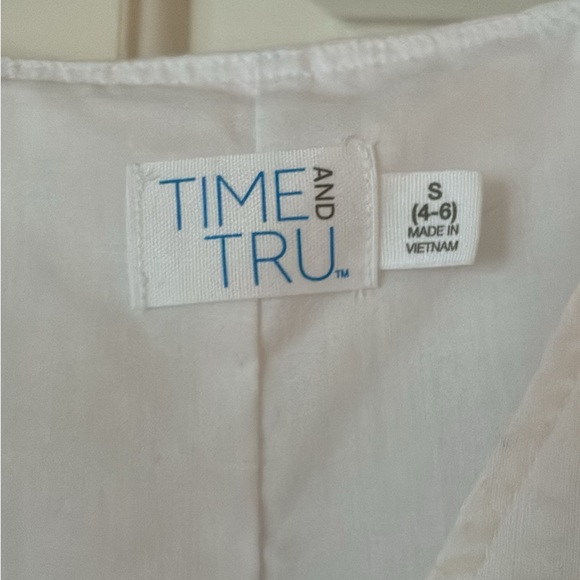 TIME AND
TRU™
S
(4-6)
MADE IN
VIETNAM